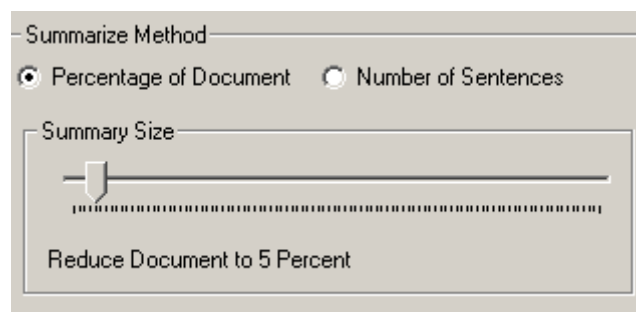 Summarize Method
Percentage of Document Number of Sentences
Summary Size
Reduce Document to 5 Percent